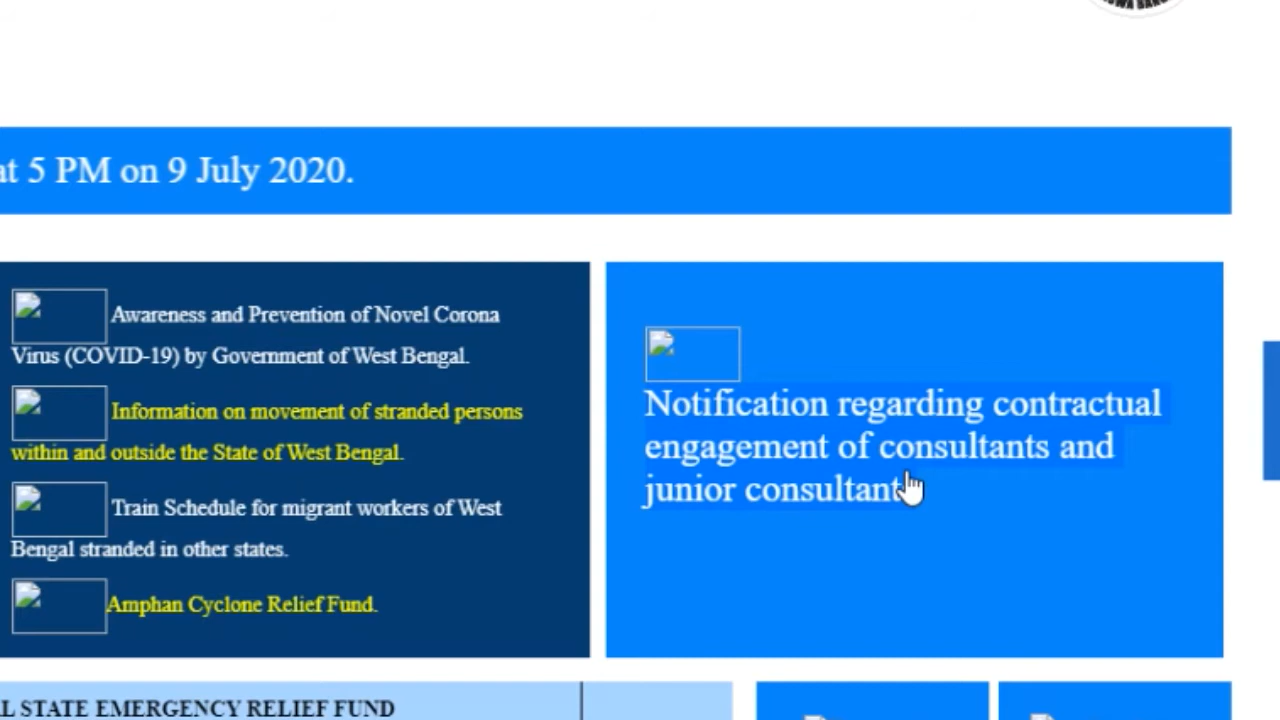 at 5 PM on 9 July 2020.
Awareness and Prevention of Novel Corona
Virus (COVID-19) by Government of West Bengal.
Information on movement of stranded persons
within and outside the State of West Bengal.
Train Schedule for migrant workers of West
Bengal stranded in other states.
Amphan Cyclone Relief Fund.
Notification regarding contractual
engagement of consultants and
junior consultant
STATE EMERGENCY RELIEF FUND